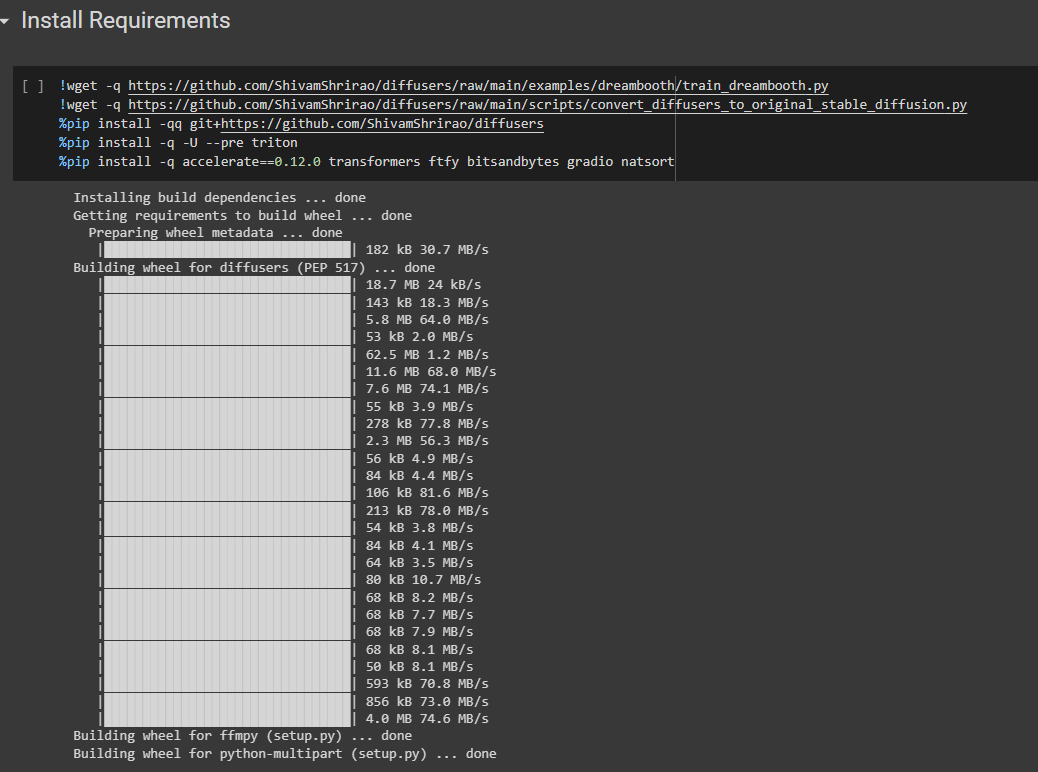 Install Requirements
[ ] !wget -q https://github.com/ShivamShrirao/diffusers/raw/main/examples/dreambooth/train_dreambooth.py
!wget -q https://github.com/ShivamShrirao/diffusers/raw/main/scripts/convert_diffusers_to_original_stable_diffusion.py
%pip install -qq git+https://github.com/ShivamShrirao/diffusers
%pip install -q -U --pre triton
%pip install -q accelerate==0.12.0 transformers ftfy bitsandbytes gradio natsort
Installing build dependencies ... done
Getting requirements to build wheel ... done
Preparing wheel metadata ... done
| | 182 kB 30.7 MB/s
Building wheel for diffusers (PEP 517) ... done
| | 18.7 MB 24 kB/s
| | 143 kB 18.3 MB/s
| | 5.8 MB 64.0 MB/s
| | 53 kB 2.0 MB/s
| | 62.5 MB 1.2 MB/s
| | 11.6 MB 68.0 MB/s
| | 7.6 MB 74.1 MB/s
| | 55 kB 3.9 MB/s
| | 278 kB 77.8 MB/s
| | 2.3 MB 56.3 MB/s
| | 56 kB 4.9 MB/s
| | 84 kB 4.4 MB/s
| | 106 kB 81.6 MB/s
| | 213 kB 78.0 MB/s
| | 54 kB 3.8 MB/s
| | 84 kB 4.1 MB/s
| | 64 kB 3.5 MB/s
| | 80 kB 10.7 MB/s
| | 68 kB 8.2 MB/s
| | 68 kB 7.7 MB/s
| | 68 kB 7.9 MB/s
| | 68 kB 8.1 MB/s
| | 50 kB 8.1 MB/s
| | 593 kB 70.8 MB/s
| | 856 kB 73.0 MB/s
| | 4.0 MB 74.6 MB/s
Building wheel for ffmpy (setup.py) ... done
Building wheel for python-multipart (setup.py) ... done